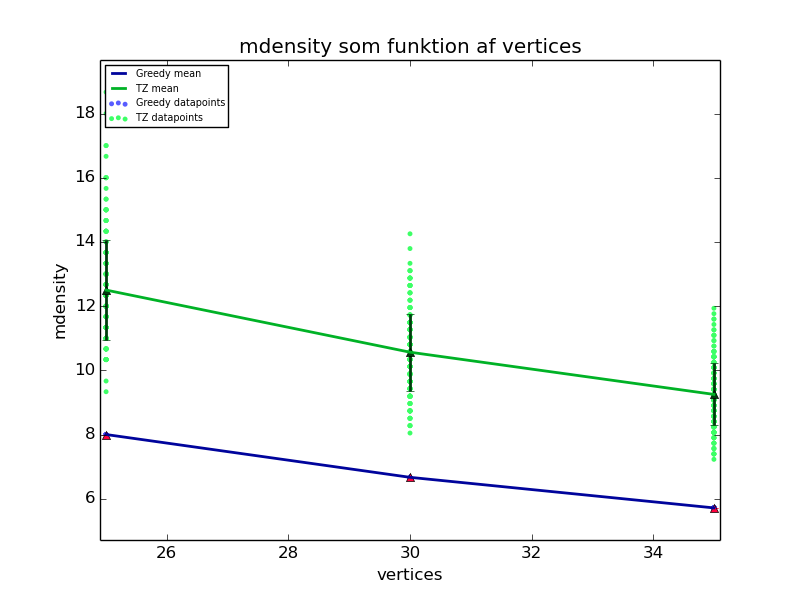 mdensity som funktion af vertices
Greedy mean
TZ mean
Greedy datapoints
TZ datapoints
18
16
14
12
10
8
6
mdensity
26 28 30 32 34
vertices